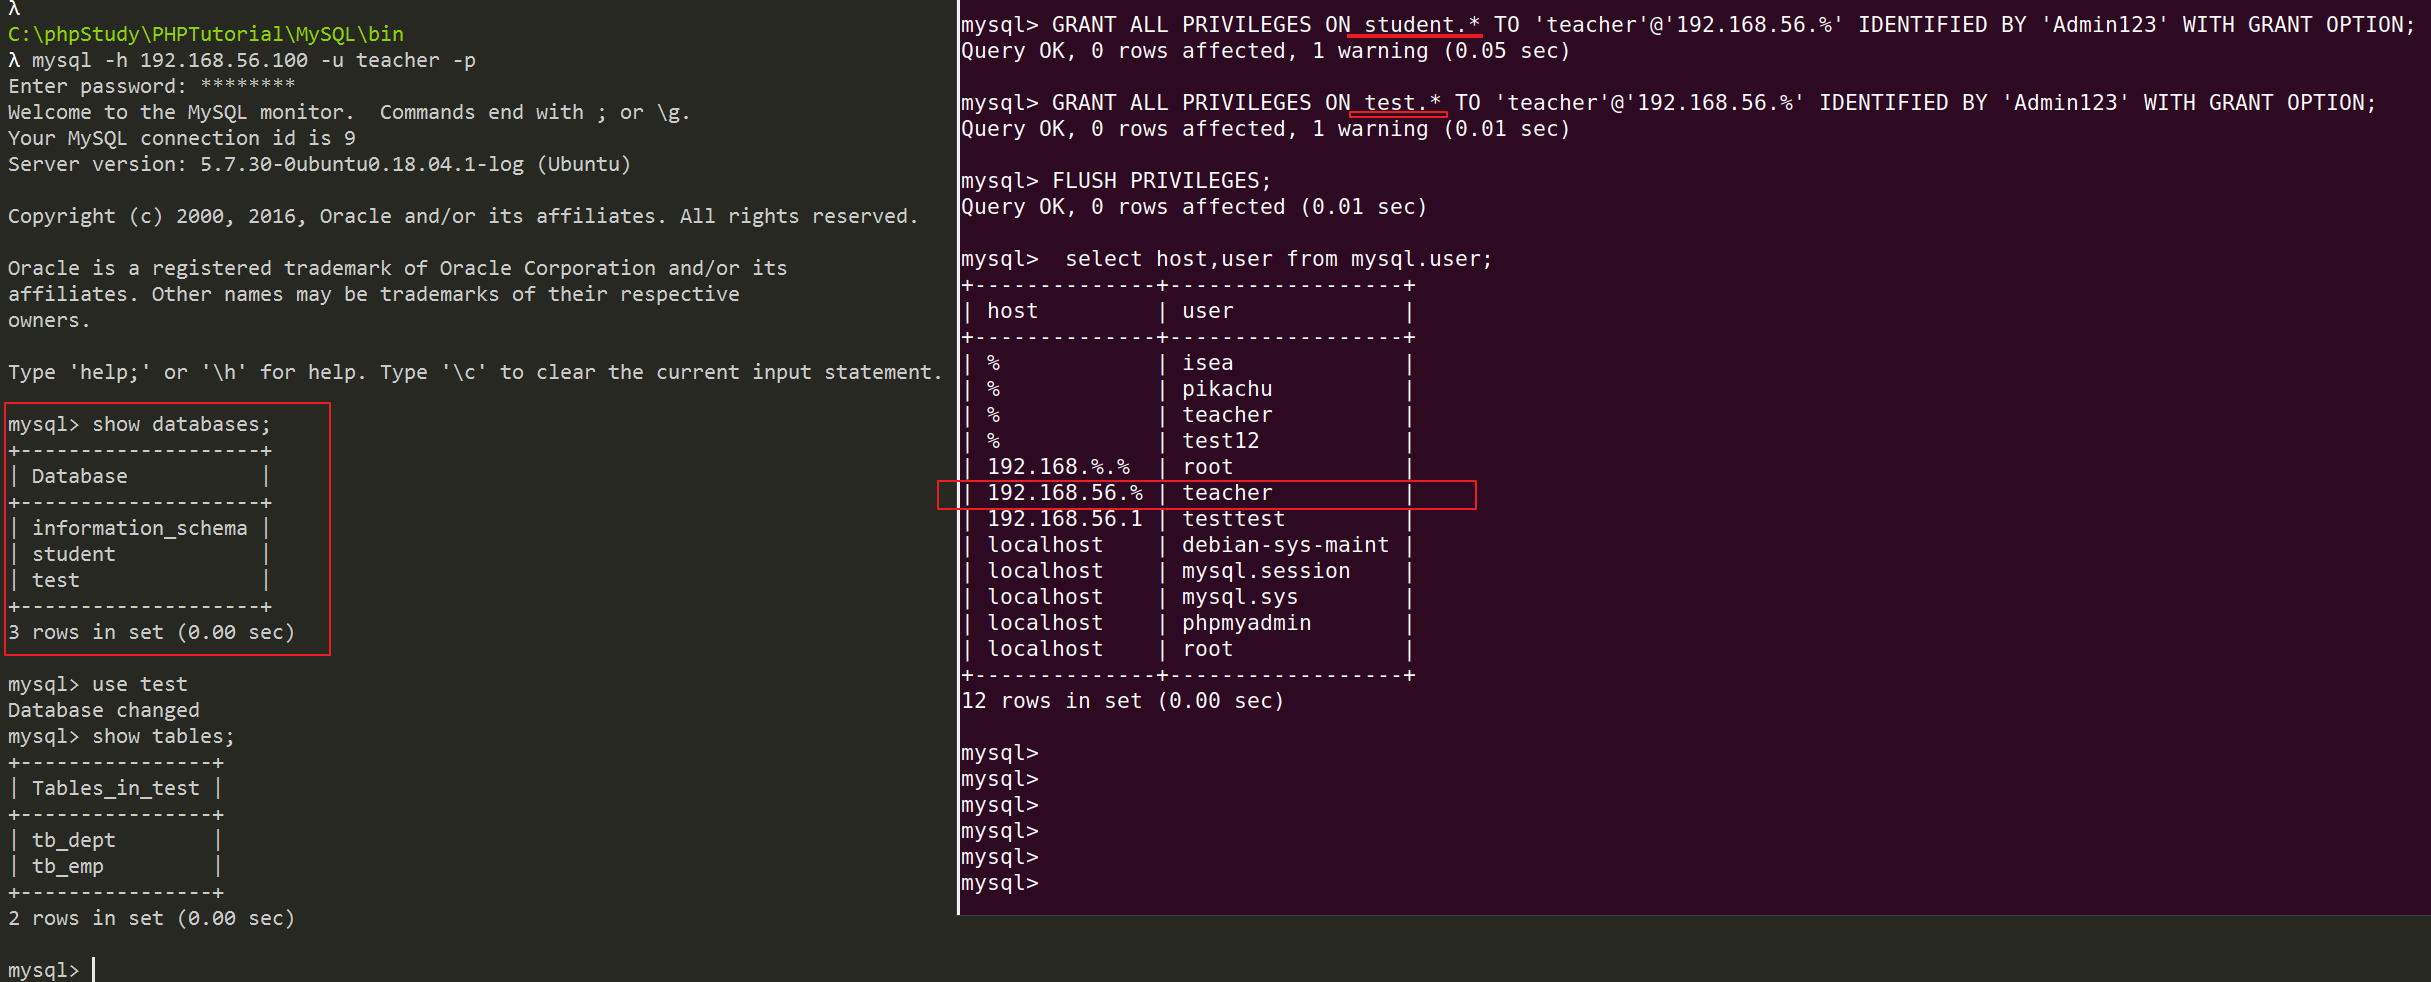 λ
C:\phpStudy\PHPTutorial\MySQL\bin
λ mysql -h 192.168.56.100 -u teacher -p
Enter password: ********
Welcome to the MySQL monitor.  Commands end with ; or \g.
Your MySQL connection id is 9
Server version: 5.7.30-0ubuntu0.18.04.1-log (Ubuntu)
Copyright (c) 2000, 2016, Oracle and/or its affiliates. All rights reserved.
Oracle is a registered trademark of Oracle Corporation and/or its
affiliates. Other names may be trademarks of their respective
owners.
Type 'help;' or '\h' for help. Type '\c' to clear the current input statement.
mysql> show databases;
+--------------------+
| Database           |
+--------------------+
| information_schema |
| student            |
| test               |
+--------------------+
3 rows in set (0.00 sec)
mysql> use test
Database changed
mysql> show tables;
+----------------+
| Tables_in_test |
+----------------+
| tb_dept        |
| tb_emp         |
+----------------+
2 rows in set (0.00 sec)
mysql>
mysql> GRANT ALL PRIVILEGES ON student.* TO 'teacher'@'192.168.56.%' IDENTIFIED BY 'Admin123' WITH GRANT OPTION;
Query OK, 0 rows affected, 1 warning (0.05 sec)
mysql> GRANT ALL PRIVILEGES ON test.* TO 'teacher'@'192.168.56.%' IDENTIFIED BY 'Admin123' WITH GRANT OPTION;
Query OK, 0 rows affected, 1 warning (0.01 sec)
mysql> FLUSH PRIVILEGES;
Query OK, 0 rows affected (0.01 sec)
mysql>  select host,user from mysql.user;
+--------------+------------------+
| host         | user             |
+--------------+------------------+
| %            | isea             |
| %            | pikachu          |
| %            | teacher          |
| %            | test12           |
| 192.168.%.%  | root             |
| 192.168.56.% | teacher          |
| 192.168.56.1 | testtest         |
| localhost    | debian-sys-maint |
| localhost    | mysql.session    |
| localhost    | mysql.sys        |
| localhost    | phpmyadmin       |
| localhost    | root             |
+--------------+------------------+
12 rows in set (0.00 sec)
mysql>
mysql>
mysql>
mysql>
mysql>
mysql>